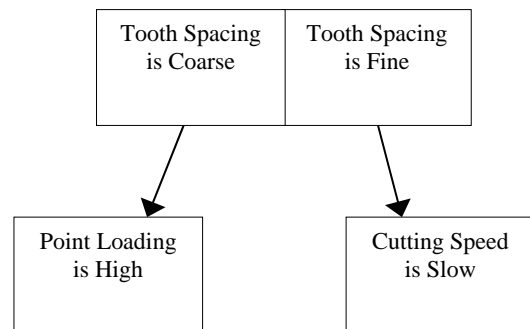 Tooth Spacing
is Coarse
Tooth Spacing
is Fine
Point Loading
is High
Cutting Speed
is Slow